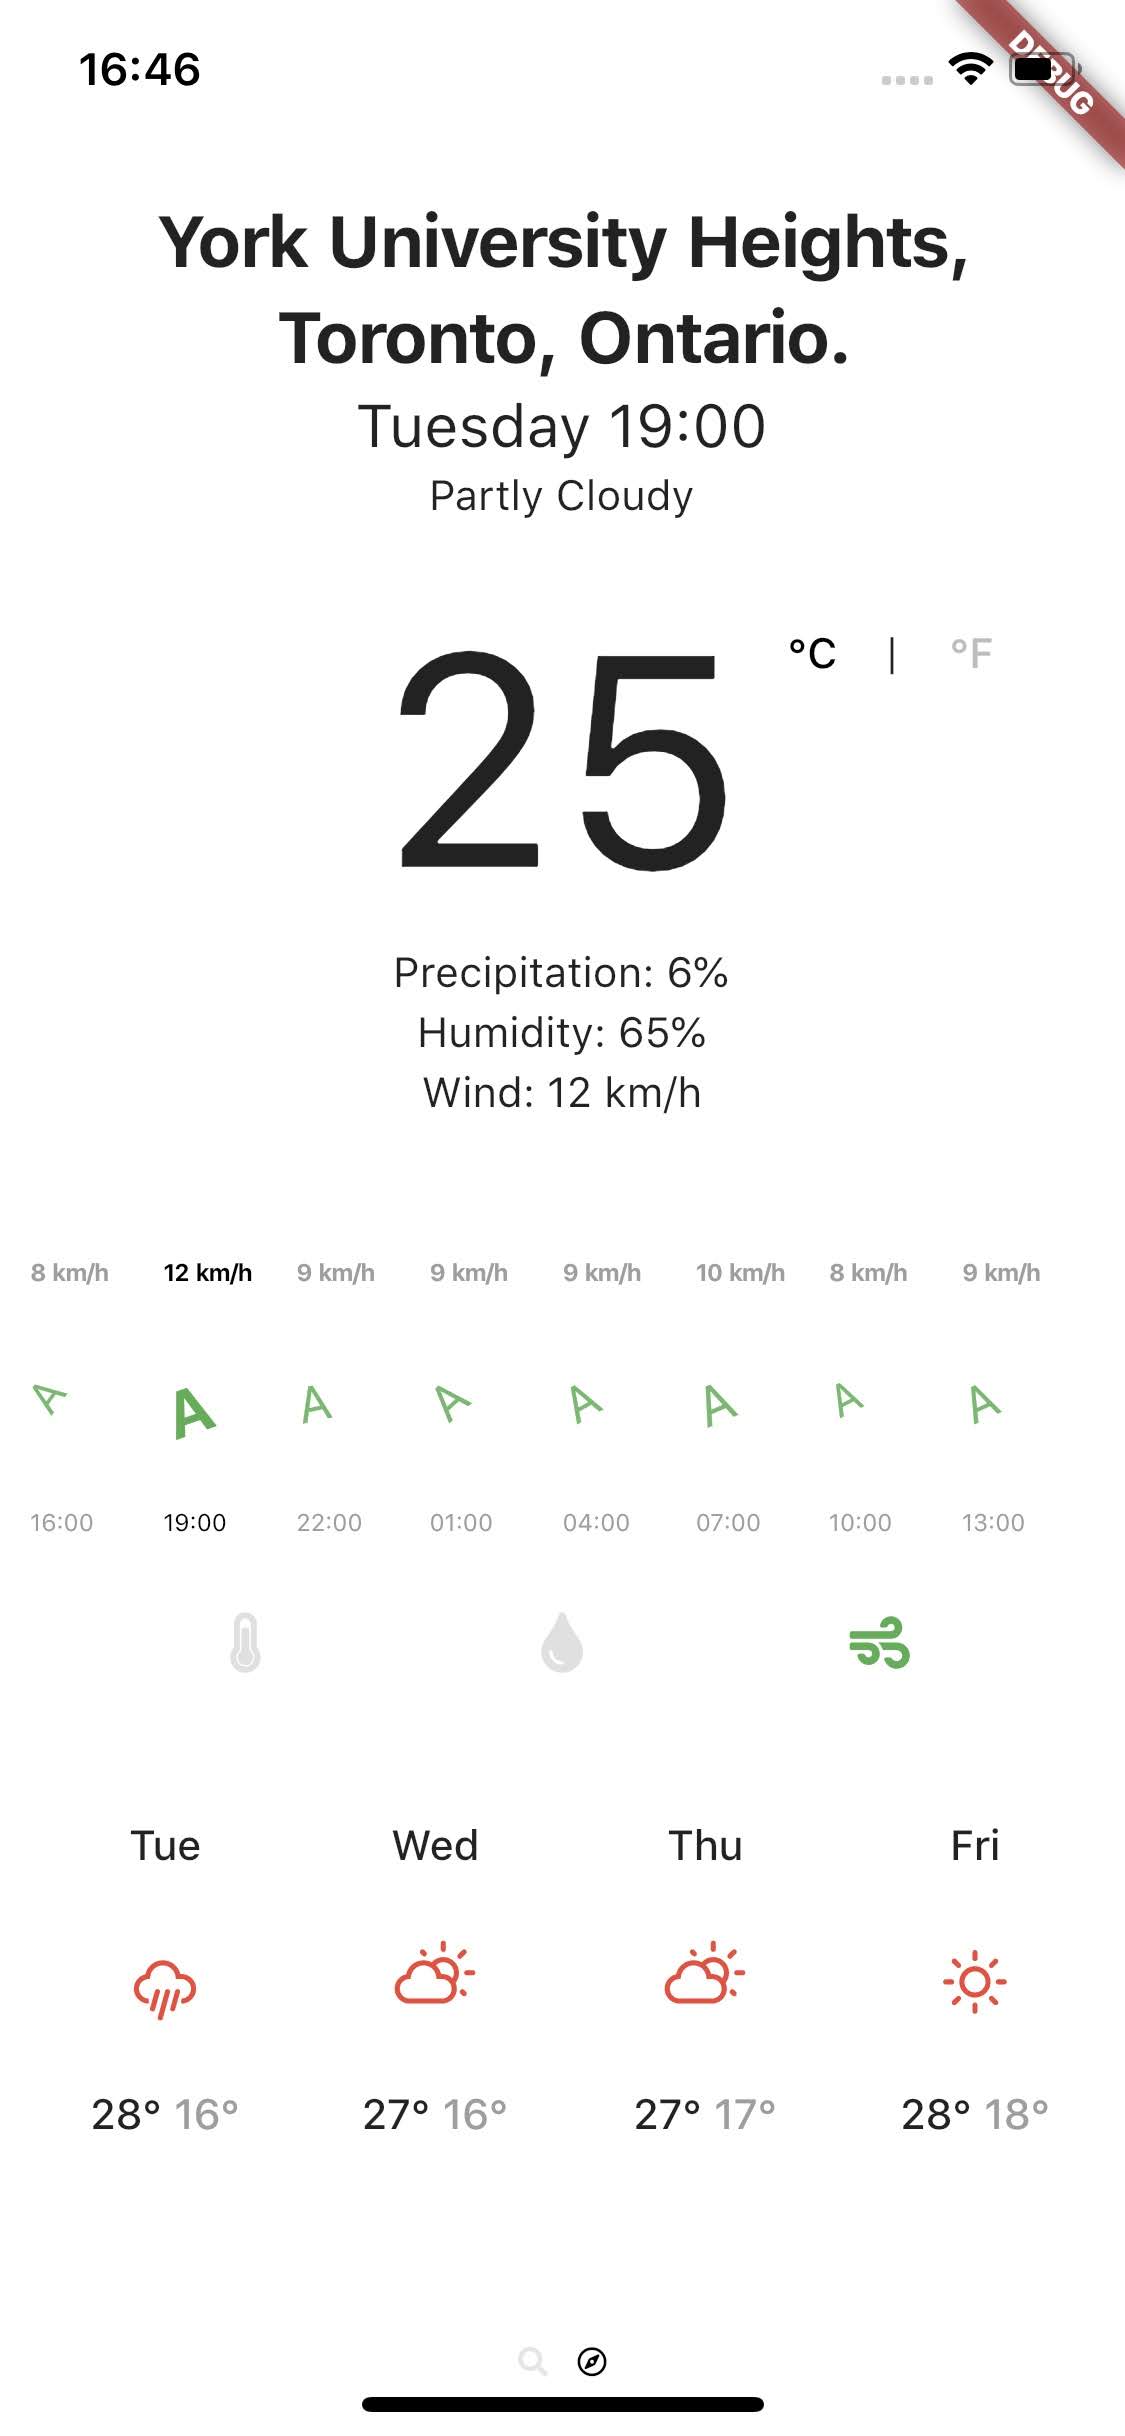 16:46
DEBUG
York University Heights,
Toronto, Ontario.
Tuesday 19:00
Partly Cloudy
25
°C | °F
Precipitation: 6%
Humidity: 65%
Wind: 12 km/h
8 km/h 12 km/h 9 km/h 9 km/h 9 km/h 10 km/h 8 km/h 9 km/h
A A A A A A A A
16:00 19:00 22:00 01:00 04:00 07:00 10:00 13:00
Tue Wed Thu Fri
28° 16° 27° 16° 27° 17° 28° 18°